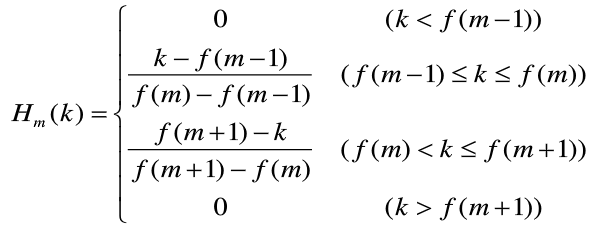 0 (k < f(m−1))
k − f(m−1)
f(m) − f(m−1) (f(m−1) ≤ k ≤ f(m))
H_m(k) =
f(m+1) − k
f(m+1) − f(m) (f(m) < k ≤ f(m+1))
0 (k > f(m+1))